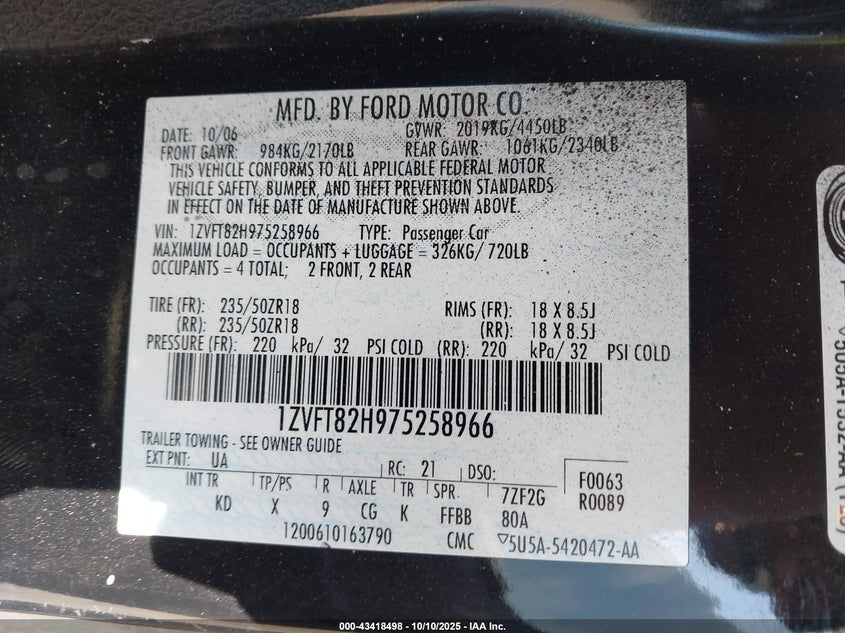 MFD. BY FORD MOTOR CO.
DATE: 10/06 GVWR: 2019KG/4450LB
FRONT GAWR: 984KG/2170LB REAR GAWR: 1061KG/2340LB
THIS VEHICLE CONFORMS TO ALL APPLICABLE FEDERAL MOTOR
VEHICLE SAFETY, BUMPER, AND THEFT PREVENTION STANDARDS
IN EFFECT ON THE DATE OF MANUFACTURE SHOWN ABOVE.
VIN: 1ZVFT82H975258966 TYPE: Passenger Car
MAXIMUM LOAD = OCCUPANTS + LUGGAGE = 326KG/ 720LB
OCCUPANTS = 4 TOTAL; 2 FRONT, 2 REAR
TIRE (FR): 235/50ZR18 RIMS (FR): 18 X 8.5J
(RR): 235/50ZR18 (RR): 18 X 8.5J
PRESSURE (FR): 220 kPa/ 32 PSI COLD (RR): 220 kPa/ 32 PSI COLD
1ZVFT82H975258966
TRAILER TOWING - SEE OWNER GUIDE
EXT PNT: UA RC: 21 DSO: F0063
INT TR TP/PS R AXLE TR SPR 7ZF2G R0089
KD X 9 CG K FFBB 80A
1200610163790 CMC 5U5A-5420472-AA
000-43418498 - 10/10/2025 - IAA Inc.